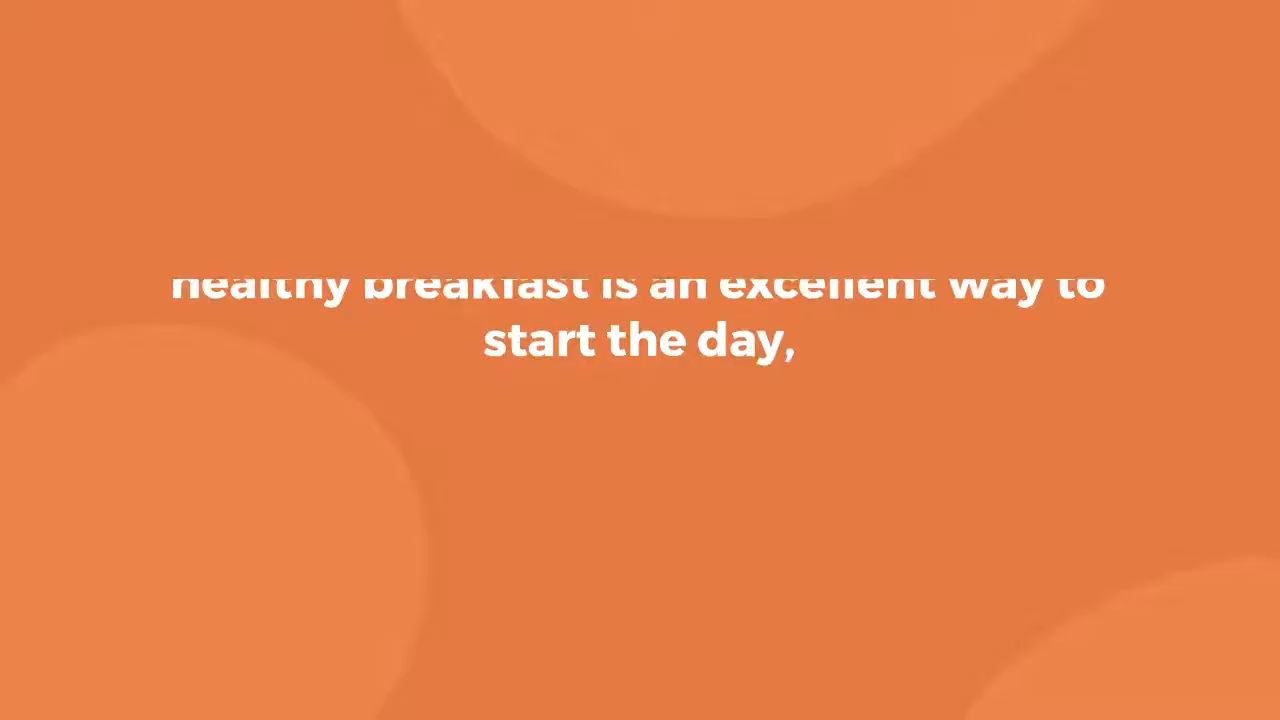 healthy breakfast is an excellent way to
start the day,